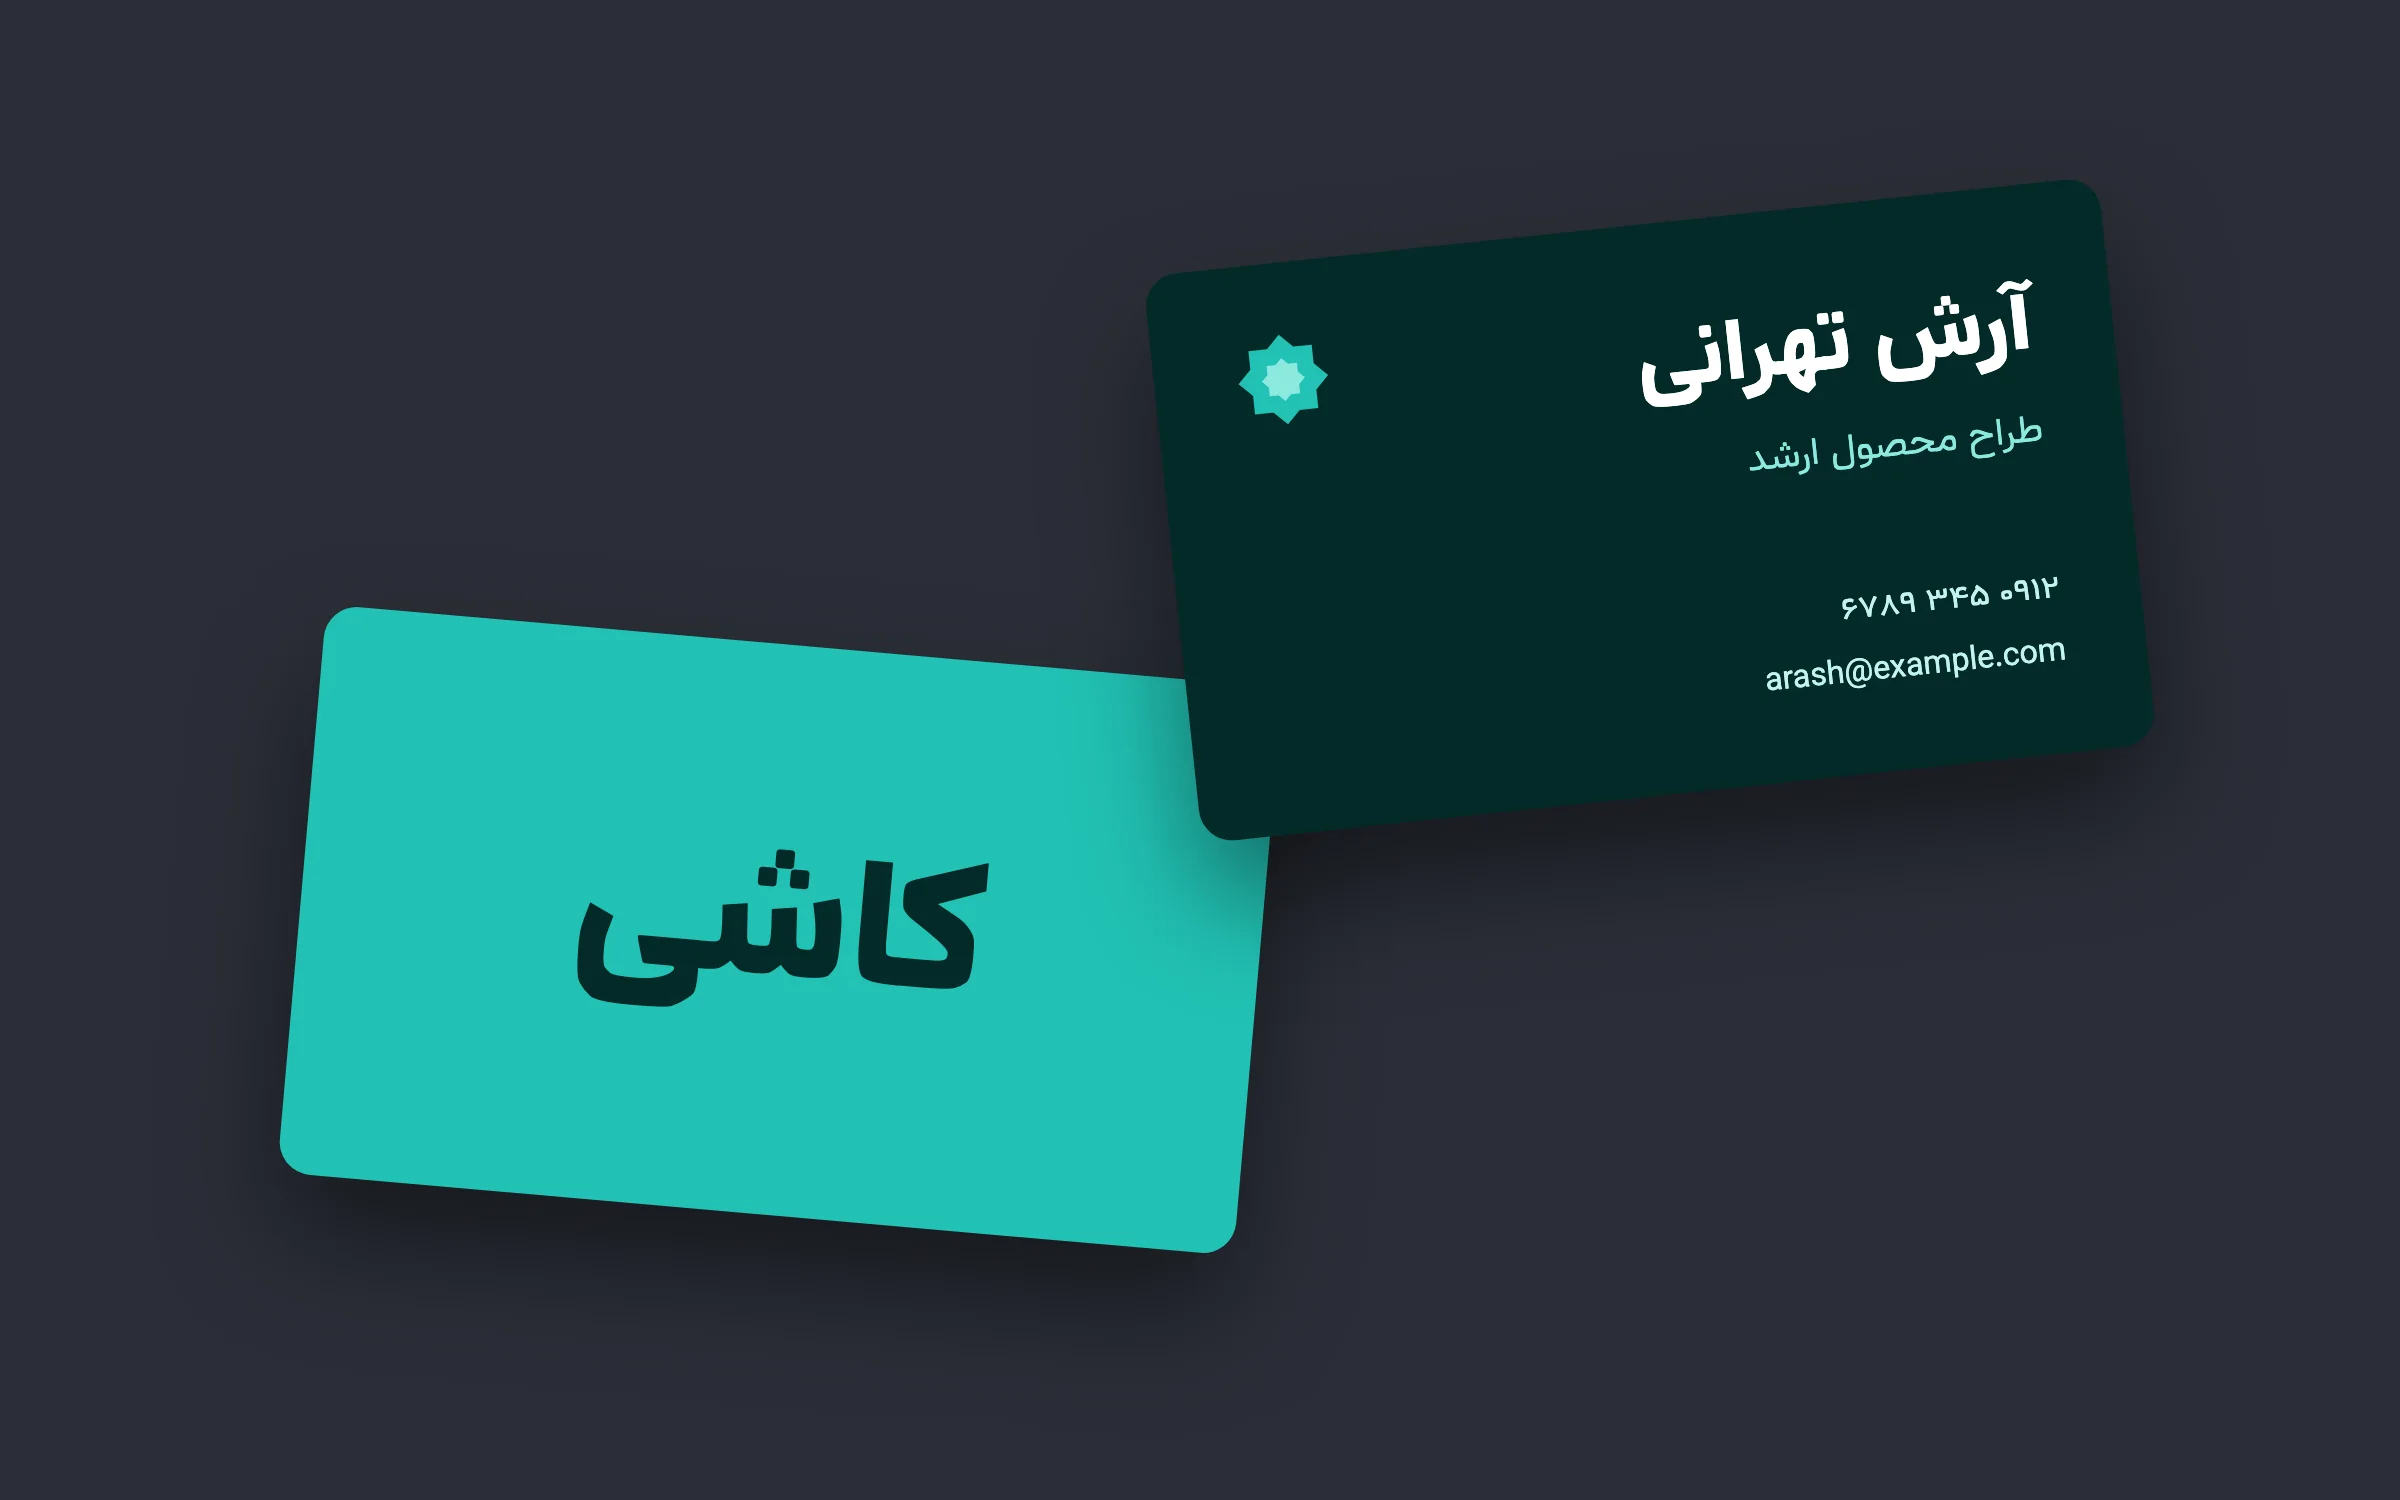 آرش تهرانی
طراح محصول ارشد
۰۹۱۲ ۳۴۵ ۶۷۸۹
arash@example.com
کاشی